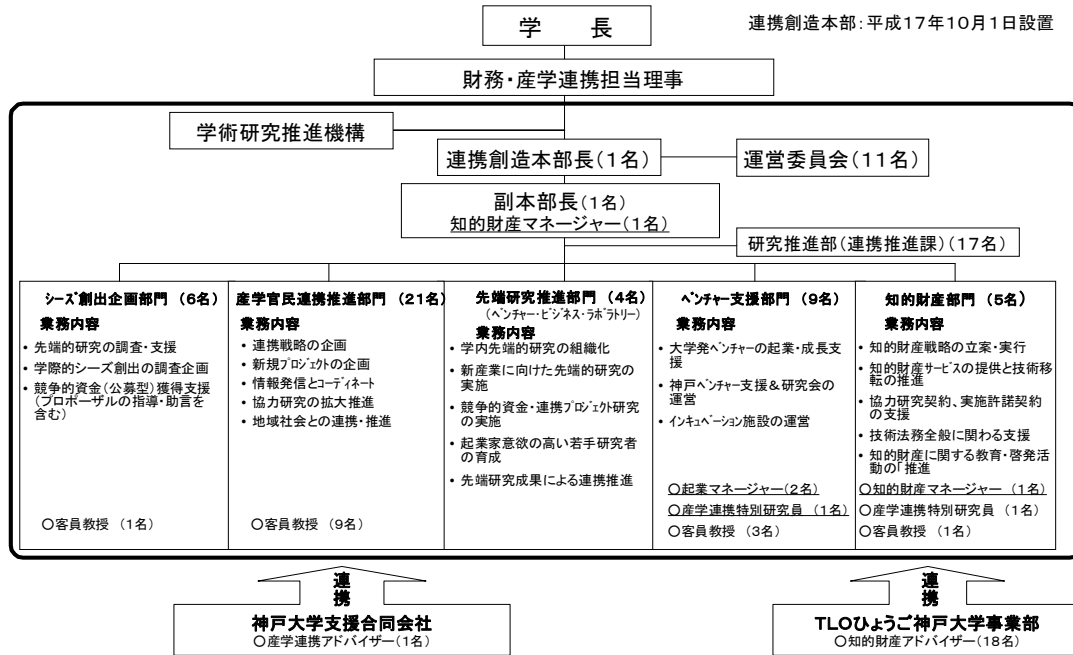 学　長
連携創造本部：平成１７年１０月１日設置
財務・産学連携担当理事
学術研究推進機構
連携創造本部長(１名)
運営委員会(１１名)
副本部長(１名)
知的財産マネージャー(１名)
研究推進部(連携推進課)(１７名)
シーズ創出企画部門 （６名）
業務内容
• 先端的研究の調査・支援
• 学際的シーズ創出の調査企画
• 競争的資金（公募型）獲得支援
(プロポーザルの指導・助言を
含む)
○客員教授 （１名）
産学官民連携推進部門 （２１名）
業務内容
• 連携戦略の企画
• 新規プロジェクトの企画
• 情報発信とコーディネート
• 協力研究の拡大推進
• 地域社会との連携・推進
○客員教授 （９名）
先端研究推進部門 （４名）
（ベンチャー・ビジネス・ラボラトリー）
業務内容
• 学内先端的研究の組織化
• 新産業に向けた先端的研究の
実施
• 競争的資金・連携プロジェクト研究
の実施
• 起業家意欲の高い若手研究者
の育成
• 先端研究成果による連携推進
ベンチャー支援部門 （９名）
業務内容
• 大学発ベンチャーの起業・成長支
援
• 神戸ベンチャー支援＆研究会の
運営
• インキュベーション施設の運営
○起業マネージャー（２名）
○産学連携特別研究員 （１名）
○客員教授 （３名）
知的財産部門 （５名）
業務内容
• 知的財産戦略の立案・実行
• 知的財産サービスの提供と技術移
転の推進
• 協力研究契約、実施許諾契約
の支援
• 技術法務全般に関わる支援
• 知的財産に関する教育・啓発活
動の「推進
○知的財産マネージャー （１名）
○産学連携特別研究員 （１名）
○客員教授 （１名）
連
携
神戸大学支援合同会社
○産学連携アドバイザー（１名）
連
携
TLOひょうご神戸大学事業部
○知的財産アドバイザー（１８名）